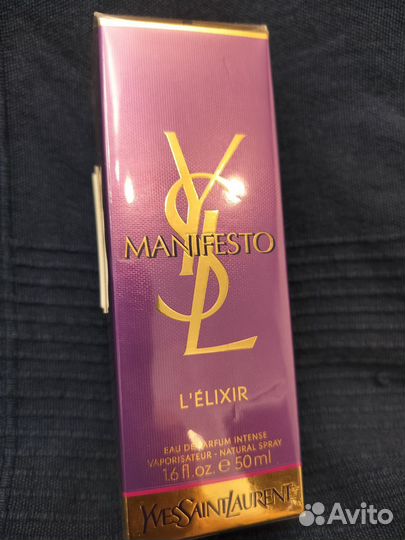 YSL
MANIFESTO
L'ÉLIXIR
EAU DE PARFUM INTENSE
VAPORISATEUR - NATURAL SPRAY
1.6 fl.oz. e 50 ml
YVESSAINTLAURENT
Avito